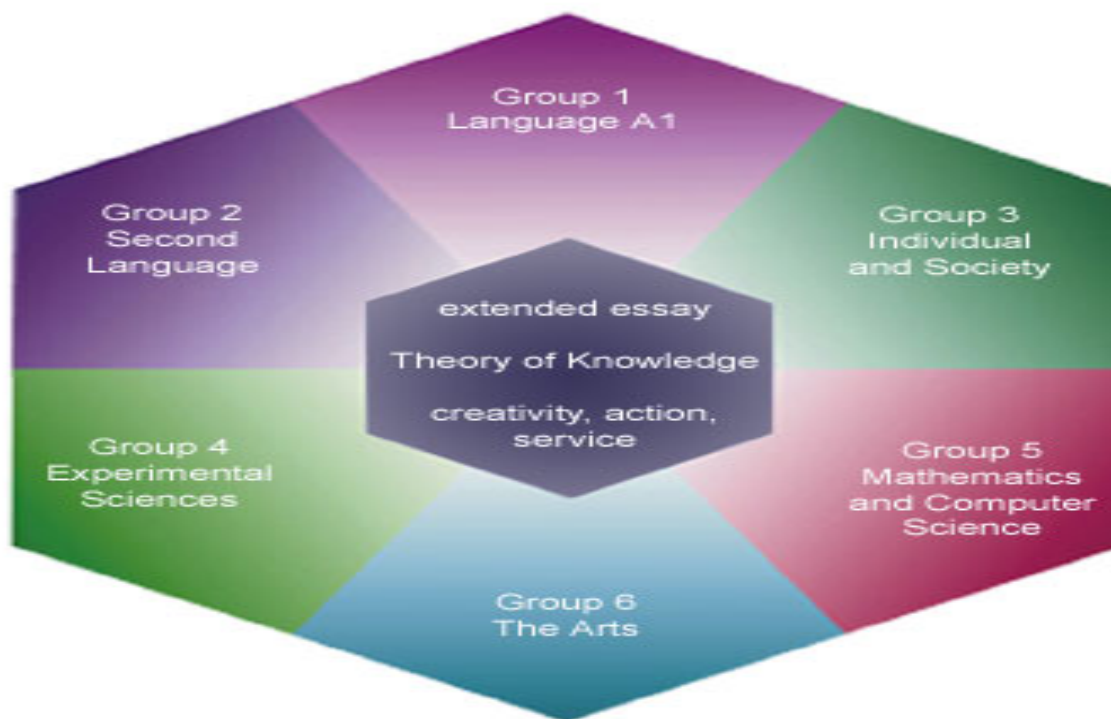 Group 1
Language A1
Group 2
Second
Language
Group 3
Individual
and Society
extended essay
Theory of Knowledge
creativity, action,
service
Group 4
Experimental
Sciences
Group 5
Mathematics
and Computer
Science
Group 6
The Arts